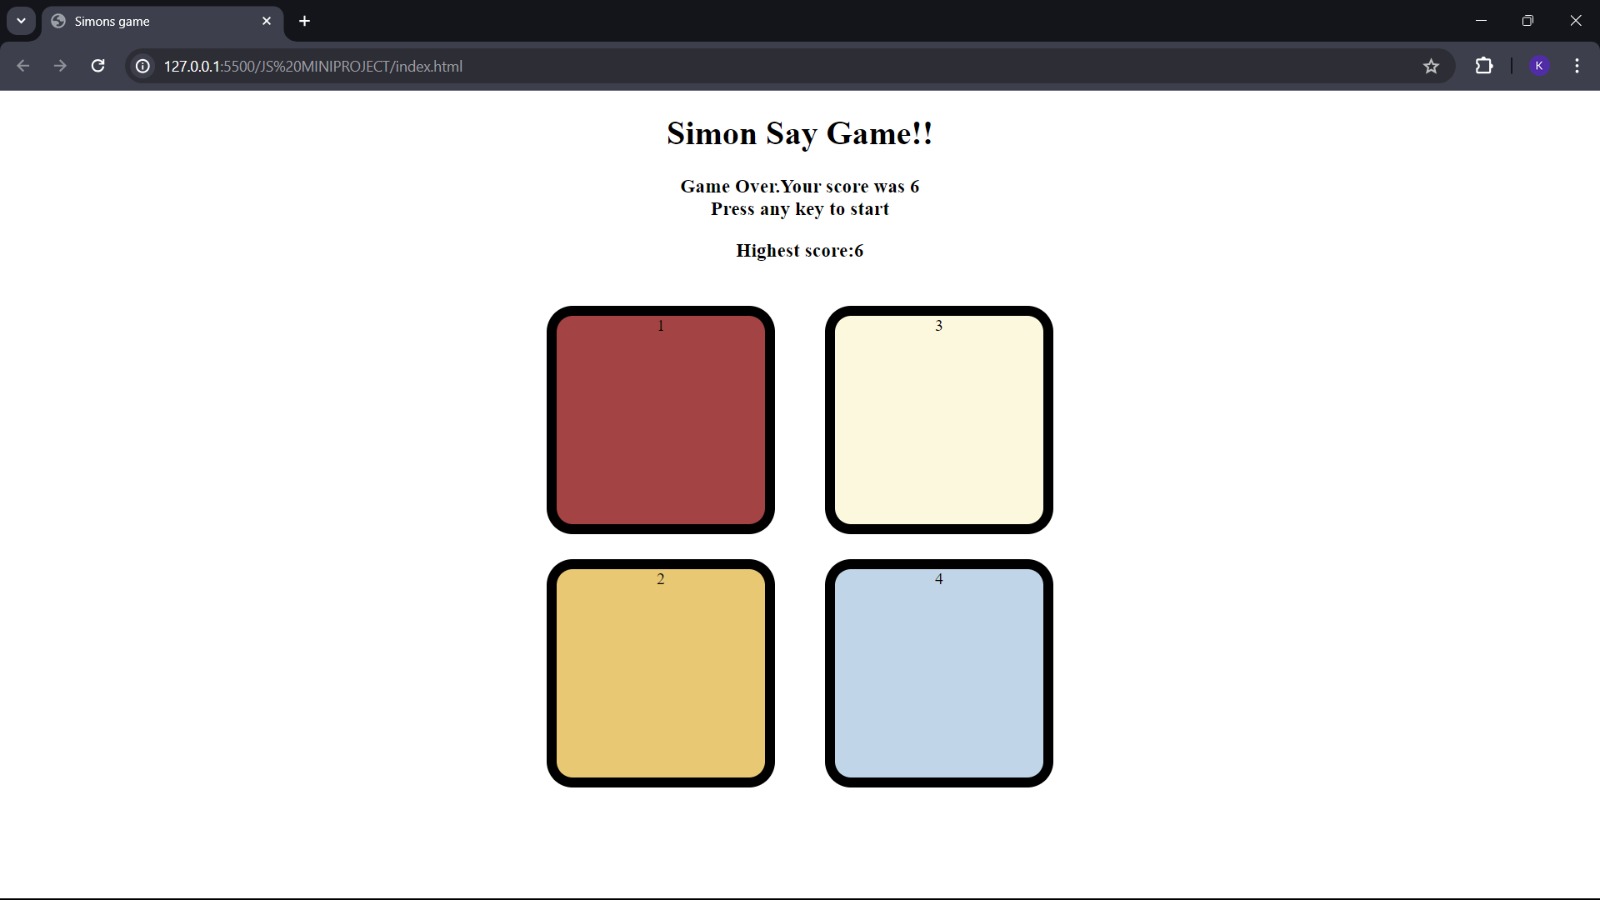 Simons game
127.0.0.1:5500/JS%20MINIPROJECT/index.html
K
Simon Say Game!!
Game Over.Your score was 6
Press any key to start
Highest score:6
1
3
2
4